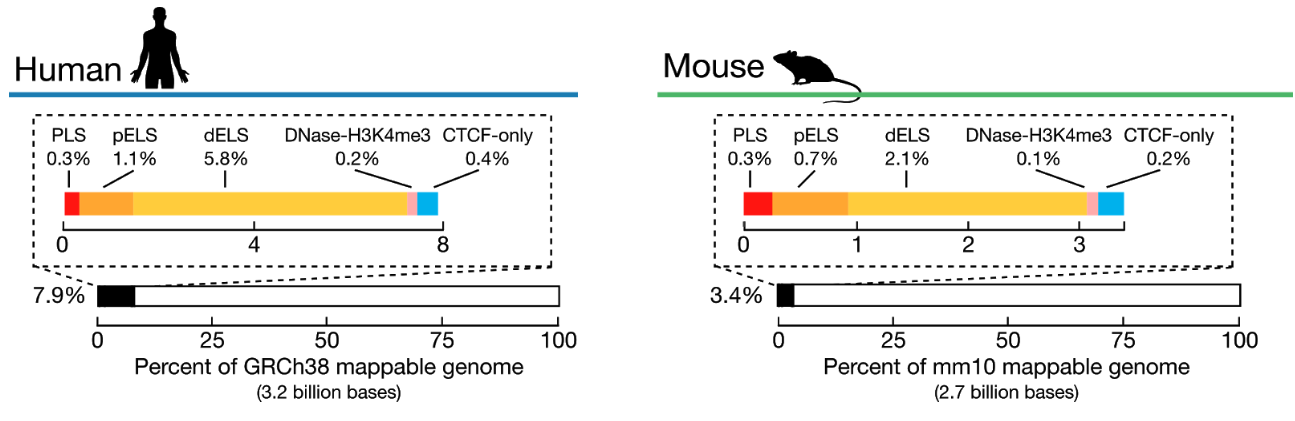 Human
PLS pELS dELS DNase-H3K4me3 CTCF-only
0.3% 1.1% 5.8% 0.2% 0.4%
0 4 8
7.9%
0 25 50 75 100
Percent of GRCh38 mappable genome
(3.2 billion bases)
Mouse
PLS pELS dELS DNase-H3K4me3 CTCF-only
0.3% 0.7% 2.1% 0.1% 0.2%
0 1 2 3
3.4%
0 25 50 75 100
Percent of mm10 mappable genome
(2.7 billion bases)